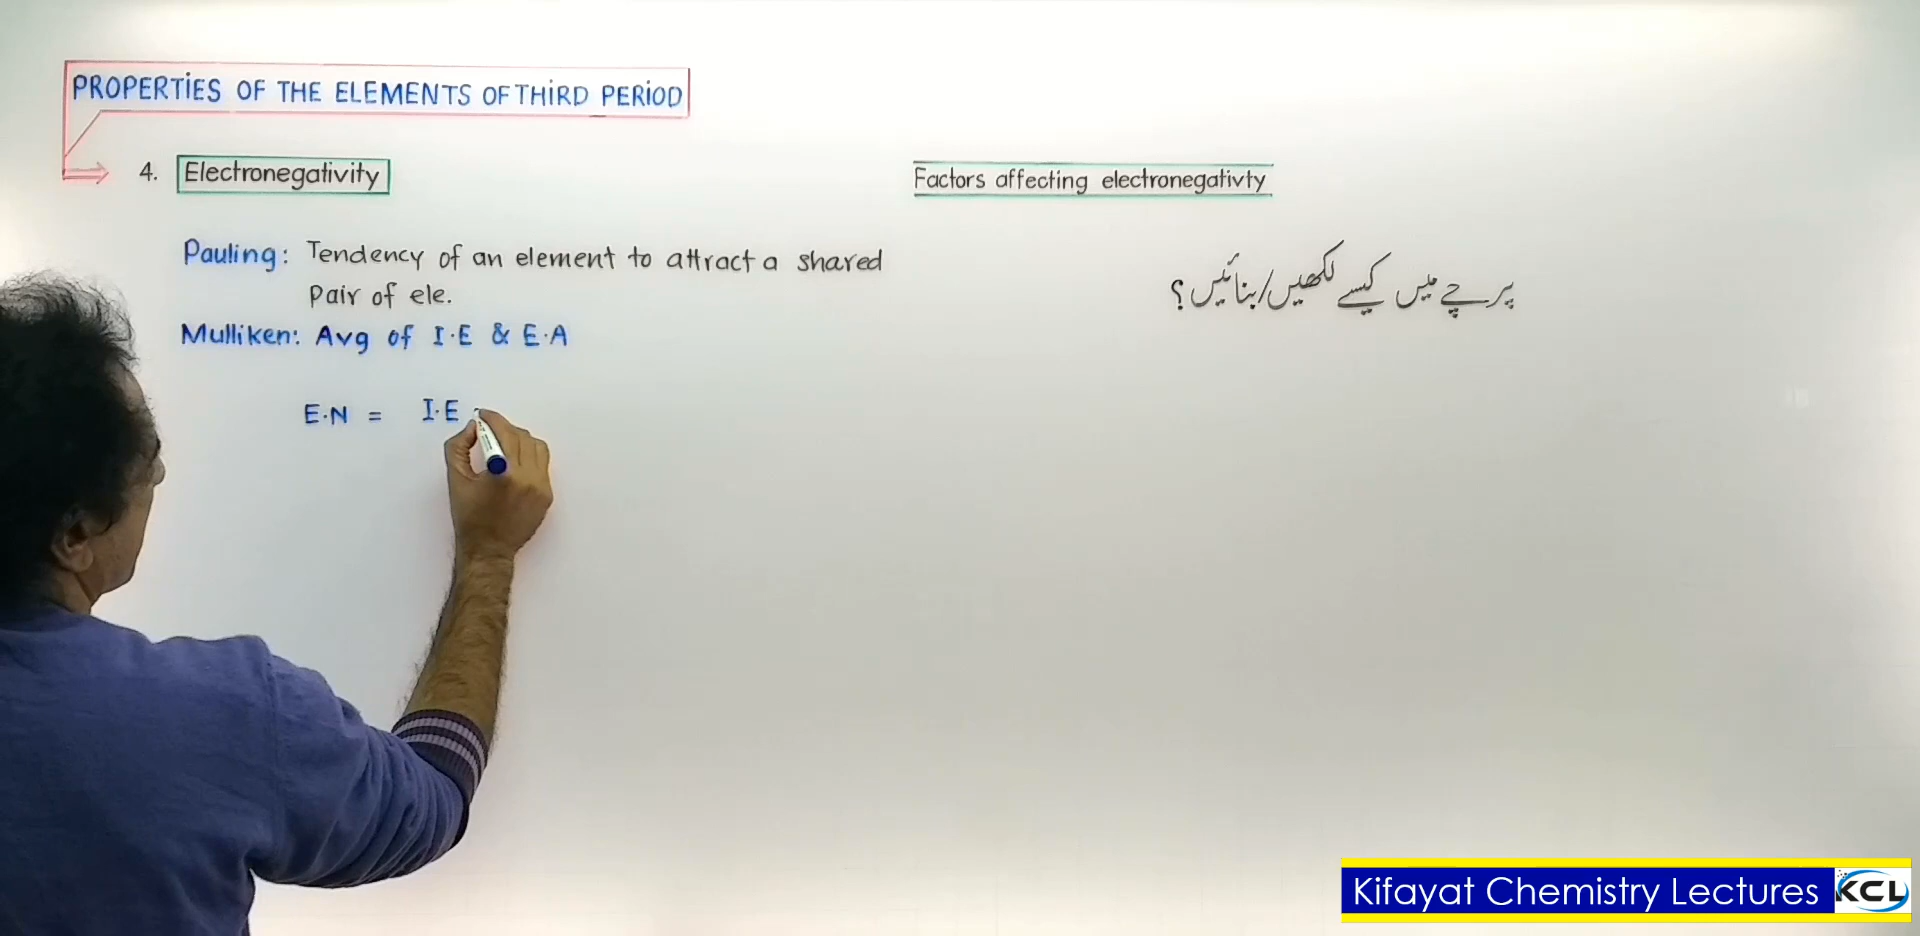 PROPERTiES OF THE ELEMENTS OF THiRD PERiOD
4. Electronegativity
Pauling: Tendency of an element to attract a shared
Pair of ele.
Mulliken: Avg of I.E & E.A
E.N = I.E
Factors affecting electronegativty
پرچے میں کیسے لکھیں/بنائیں؟
Kifayat Chemistry Lectures KCL